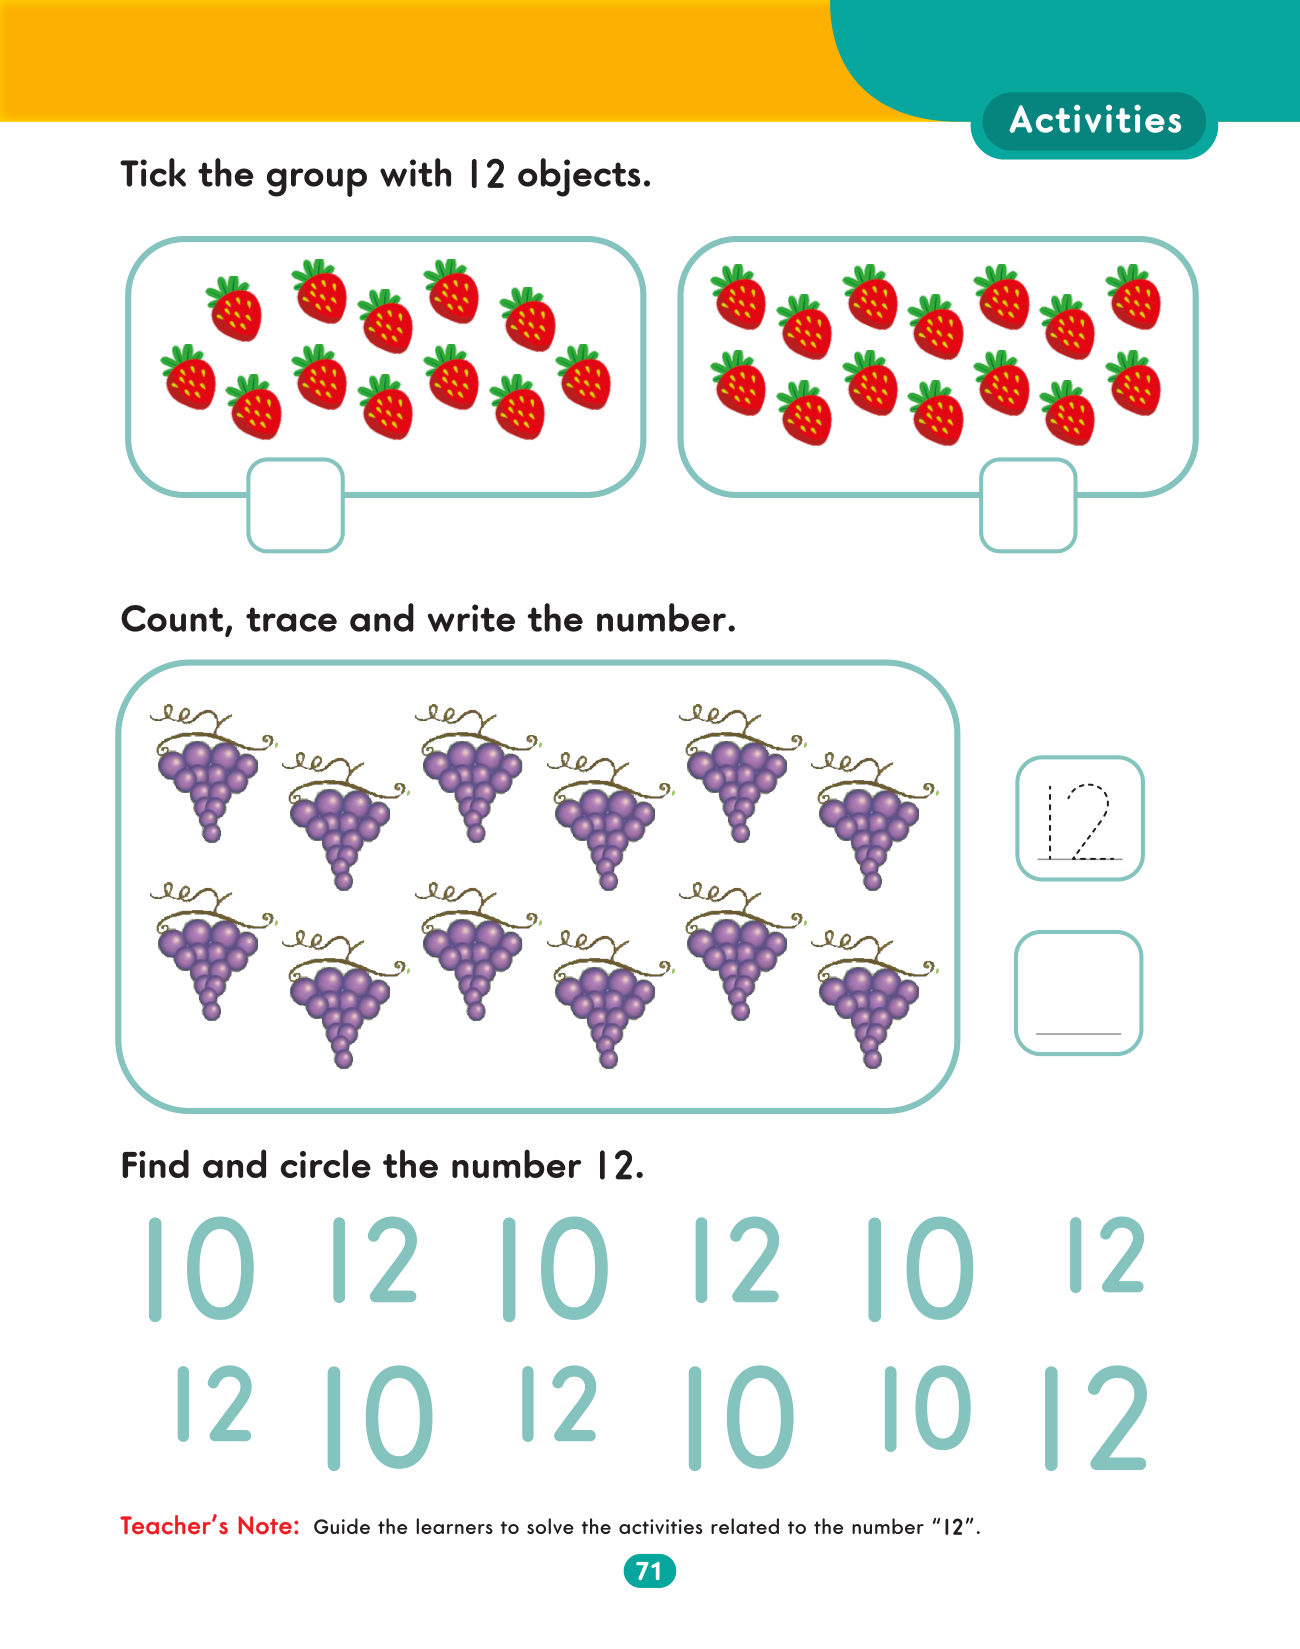 Activities
Tick the group with 12 objects.
Count, trace and write the number.
12
Find and circle the number 12.
10 12 10 12 10 12
12 10 12 10 10 12
Teacher's Note: Guide the learners to solve the activities related to the number “12”.
71